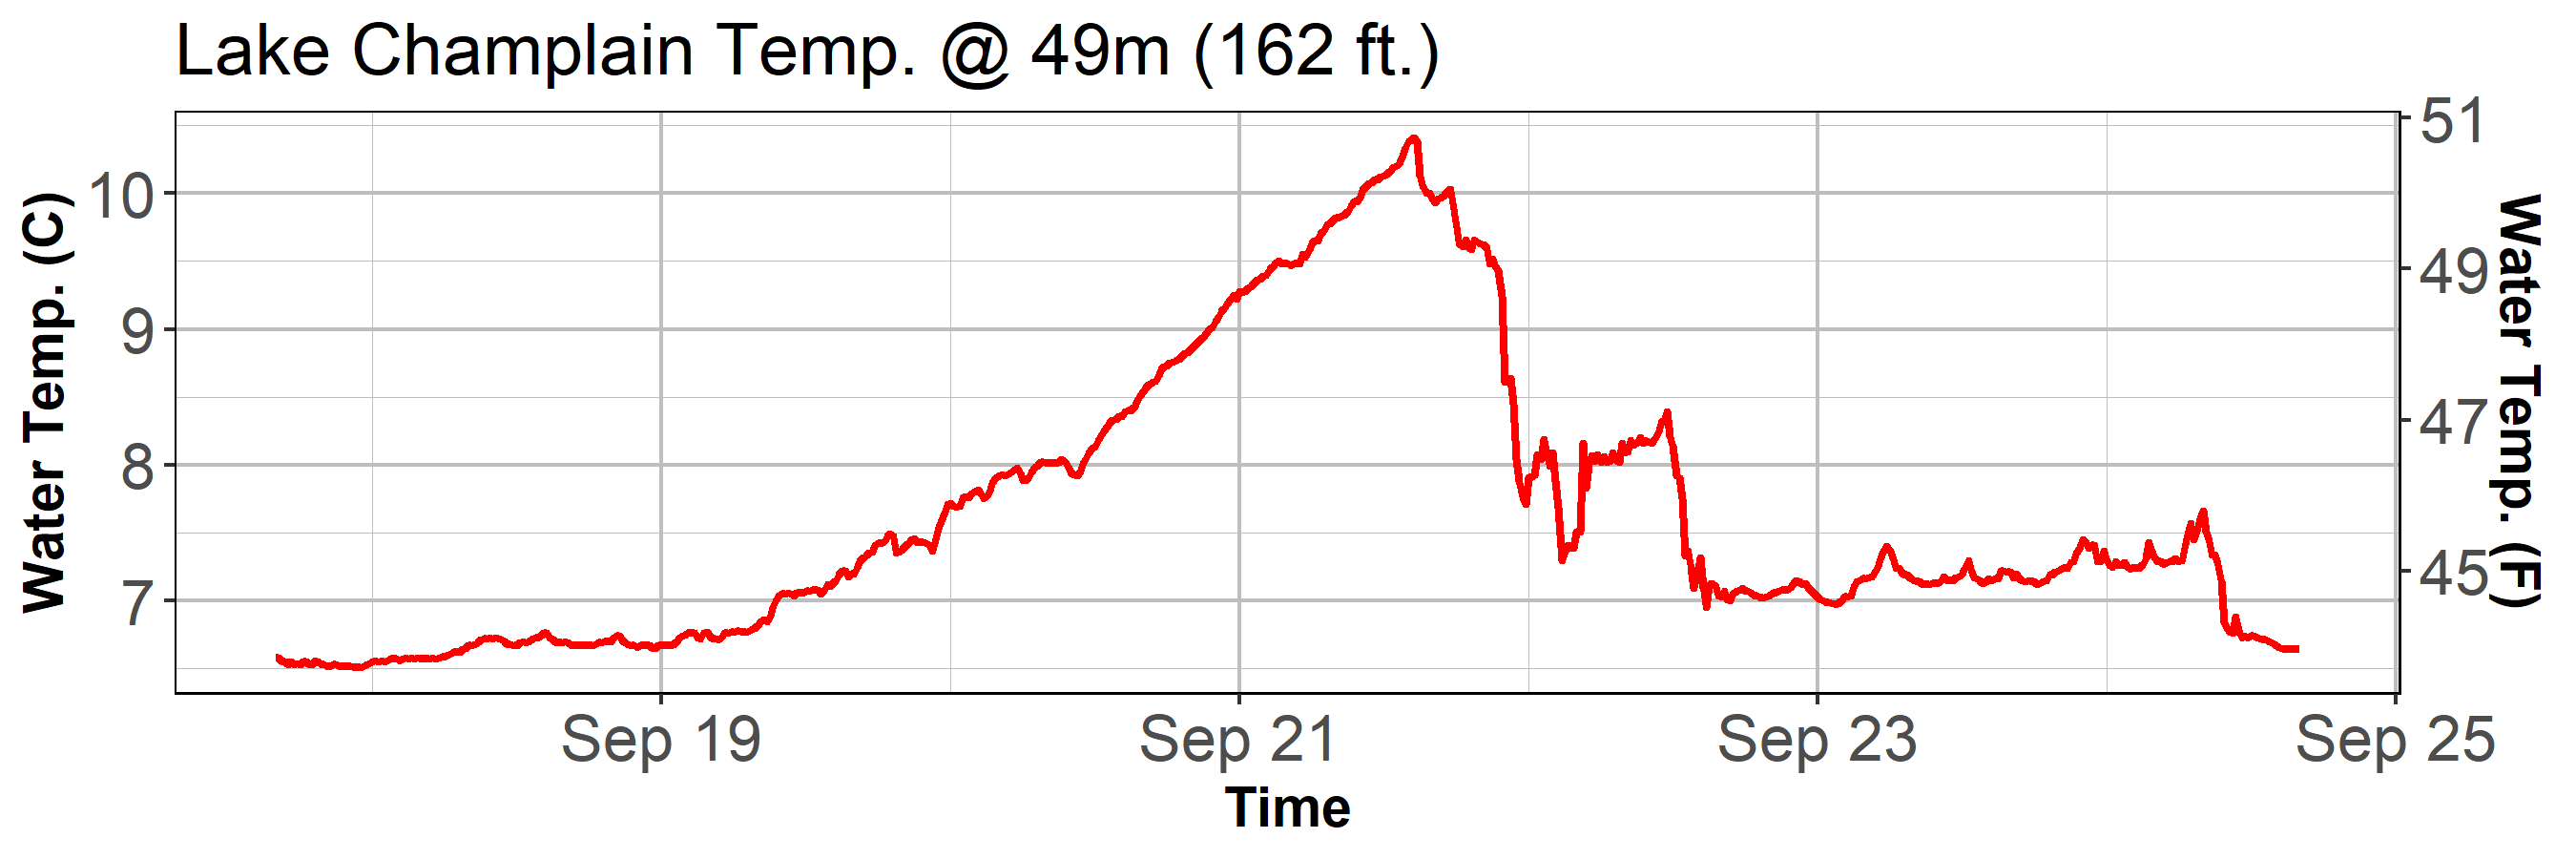 Lake Champlain Temp. @ 49m (162 ft.)
Water Temp. (C)
10
9
8
7
51
49
47
45
Water Temp. (F)
Sep 19
Sep 21
Sep 23
Sep 25
Time